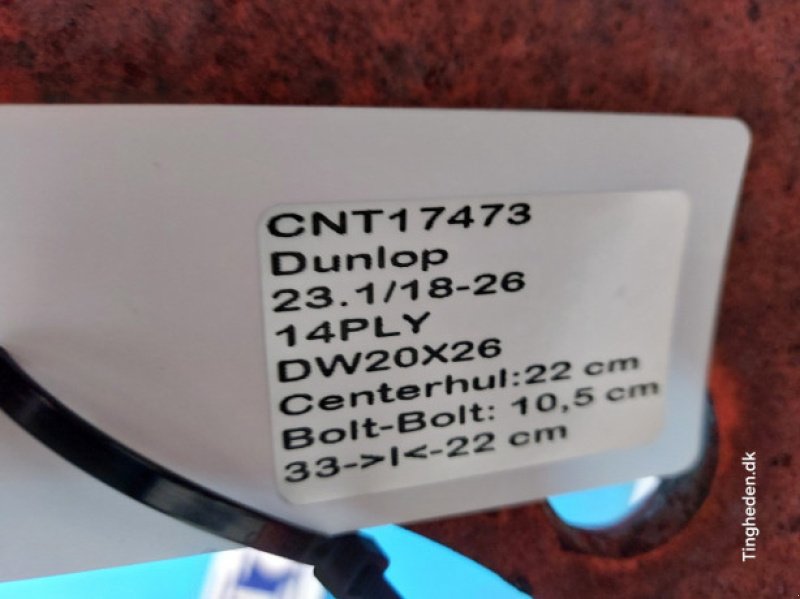 CNT17473
Dunlop
23.1/18-26
14PLY
DW20X26
Centerhul:22 cm
Bolt-Bolt: 10,5 cm
33->|<-22 cm
Tingheden.dk